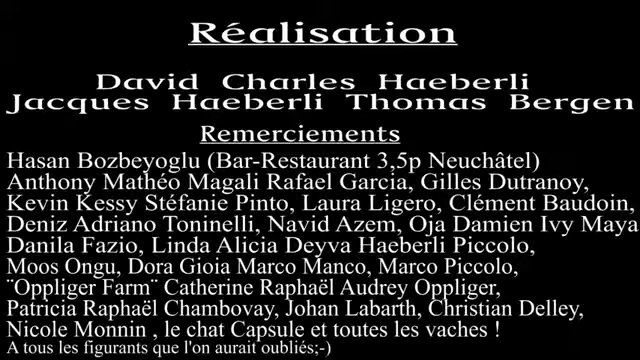 Réalisation
David Charles Haeberli
Jacques Haeberli Thomas Bergen
Remerciements
Hasan Bozbeyoglu (Bar-Restaurant 3,5p Neuchâtel)
Anthony Mathéo Magali Rafael Garcia, Gilles Dutranoy,
Kevin Kessy Stéfanie Pinto, Laura Ligero, Clément Baudoin,
Deniz Adriano Toninelli, Navid Azem, Oja Damien Ivy Maya
Danila Fazio, Linda Alicia Deyva Haeberli Piccolo,
Moos Ongu, Dora Gioia Marco Manco, Marco Piccolo,
¨Oppliger Farm¨ Catherine Raphaël Audrey Oppliger,
Patricia Raphaël Chambovay, Johan Labarth, Christian Delley,
Nicole Monnin , le chat Capsule et toutes les vaches !
A tous les figurants que l'on aurait oubliés;-)